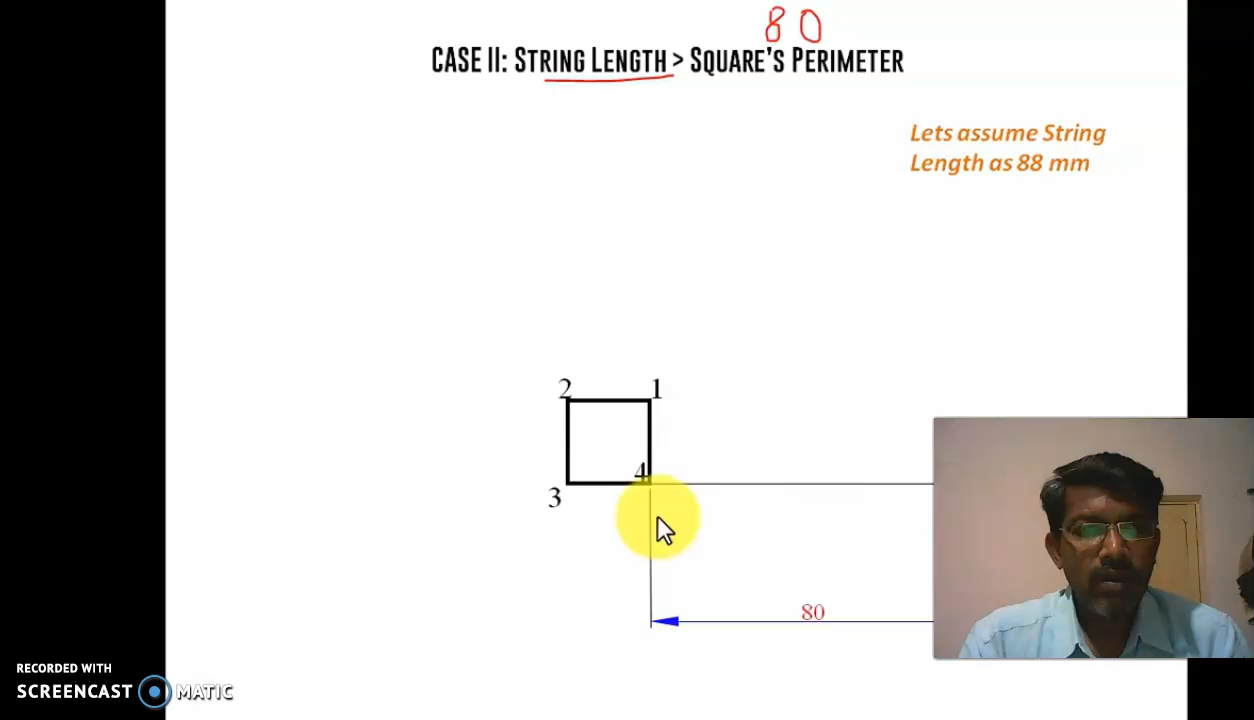 80
CASE II: STRING LENGTH > SQUARE'S PERIMETER
Lets assume String
Length as 88 mm
2 1
4
3
80
RECORDED WITH
SCREENCAST MATIC